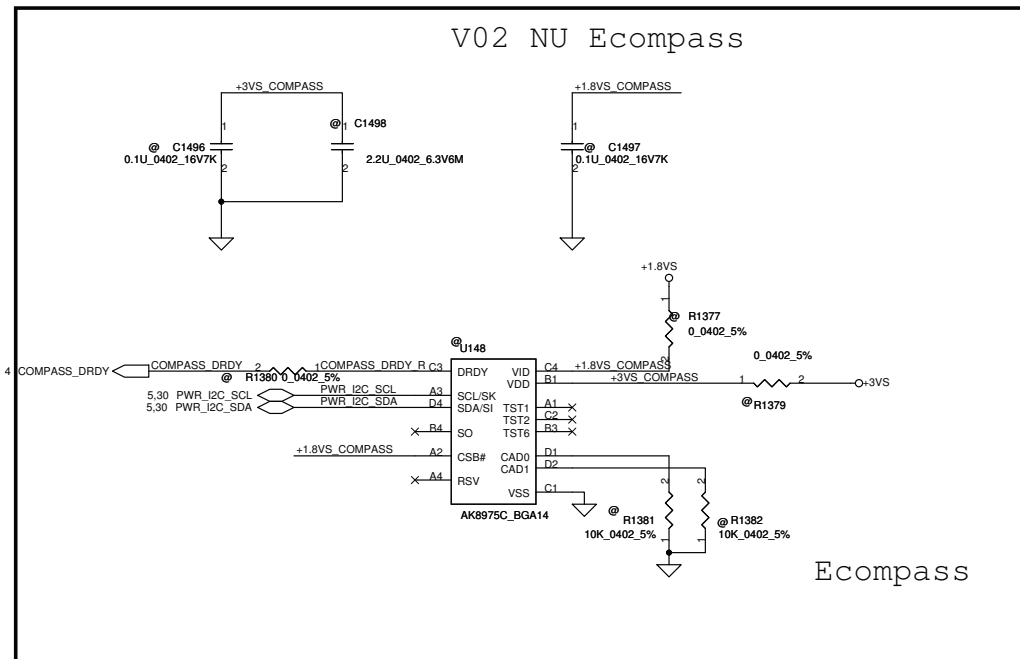 V02 NU Ecompass
+3VS_COMPASS
+1.8VS_COMPASS
1
1
@ C1498
1
@ C1496
0.1U_0402_16V7K
2.2U_0402_6.3V6M
@ C1497
0.1U_0402_16V7K
2
2
2
+1.8VS
1
@ R1377
0_0402_5%
2
@ U148
0_0402_5%
4 COMPASS_DRDY
COMPASS_DRDY
2
1
COMPASS_DRDY_R
C3
DRDY
VID
C4
+1.8VS_COMPASS
@ R1380 0_0402_5%
VDD
B1
+3VS_COMPASS
1
2
+3VS
@ R1379
5,30 PWR_I2C_SCL
PWR_I2C_SCL
A3
SCL/SK
5,30 PWR_I2C_SDA
PWR_I2C_SDA
D4
SDA/SI
TST1
A1
TST2
C2
B4
SO
TST6
B3
+1.8VS_COMPASS
A2
CSB#
CAD0
D1
CAD1
D2
A4
RSV
VSS
C1
2
2
AK8975C_BGA14
@ R1381
10K_0402_5%
@ R1382
10K_0402_5%
1
1
Ecompass